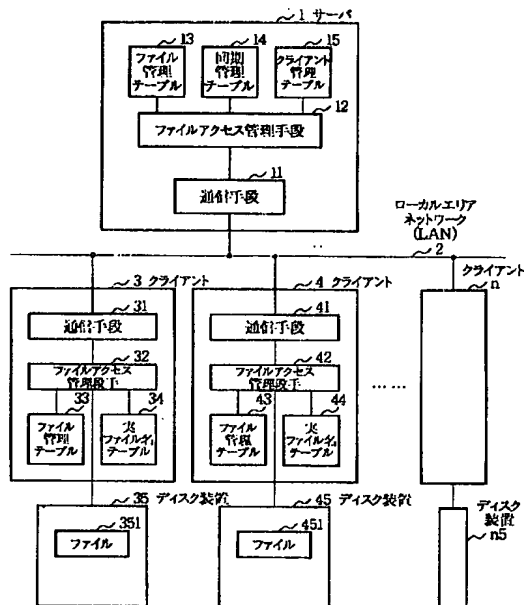 1 サーバ
13
14
15
ファイル
管理
テーブル
同期
管理
テーブル
クライアント
管理
テーブル
12
ファイルアクセス管理手段
11
通信手段
ローカルエリア
ネットワーク
(LAN)
2
3 クライアント
31
通信手段
32
ファイルアクセス
管理段手
33
ファイル
管理
テーブル
34
実
ファイル名
テーブル
35 ディスク装置
351
ファイル
4 クライアント
41
通信手段
42
ファイルアクセス
管理段手
43
ファイル
管理
テーブル
44
実
ファイル名
テーブル
45 ディスク装置
451
ファイル
……
クライアント
n
ディスク
装置
n5